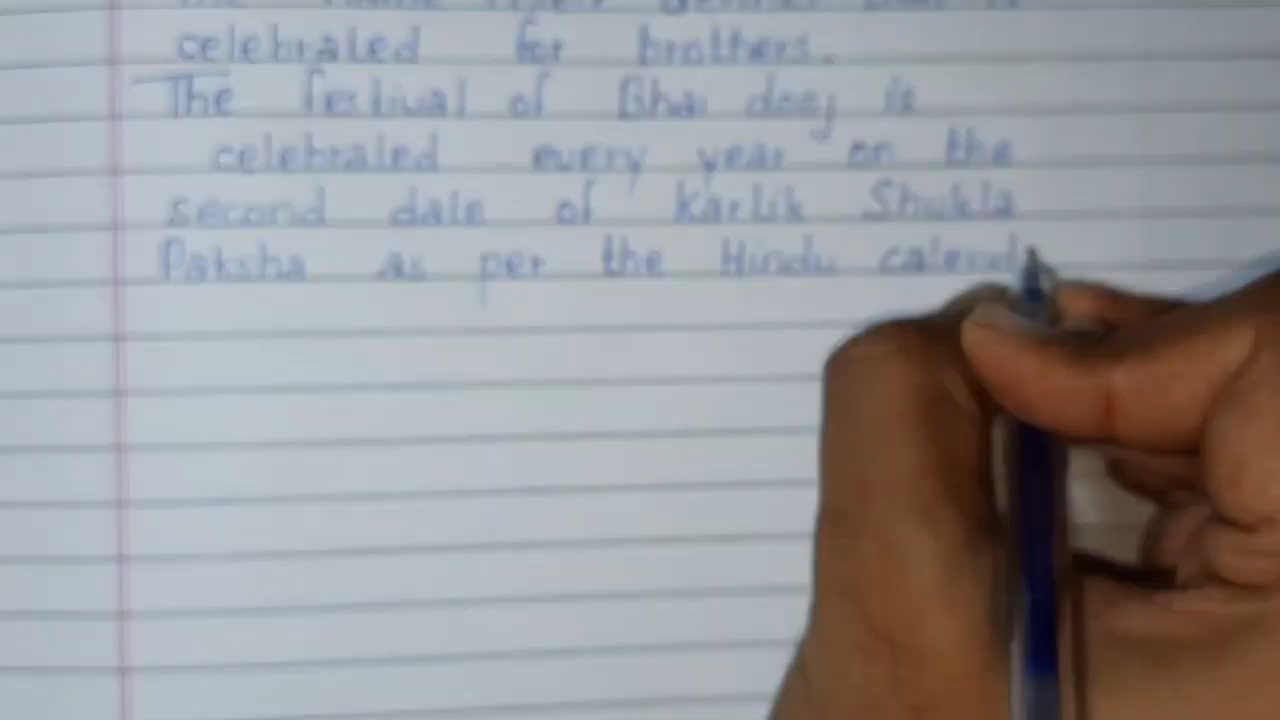 celebrated for brothers.
The festival of Bhai dooj is
celebrated every year on the
second date of Kartik Shukla
Paksha as per the Hindu calend